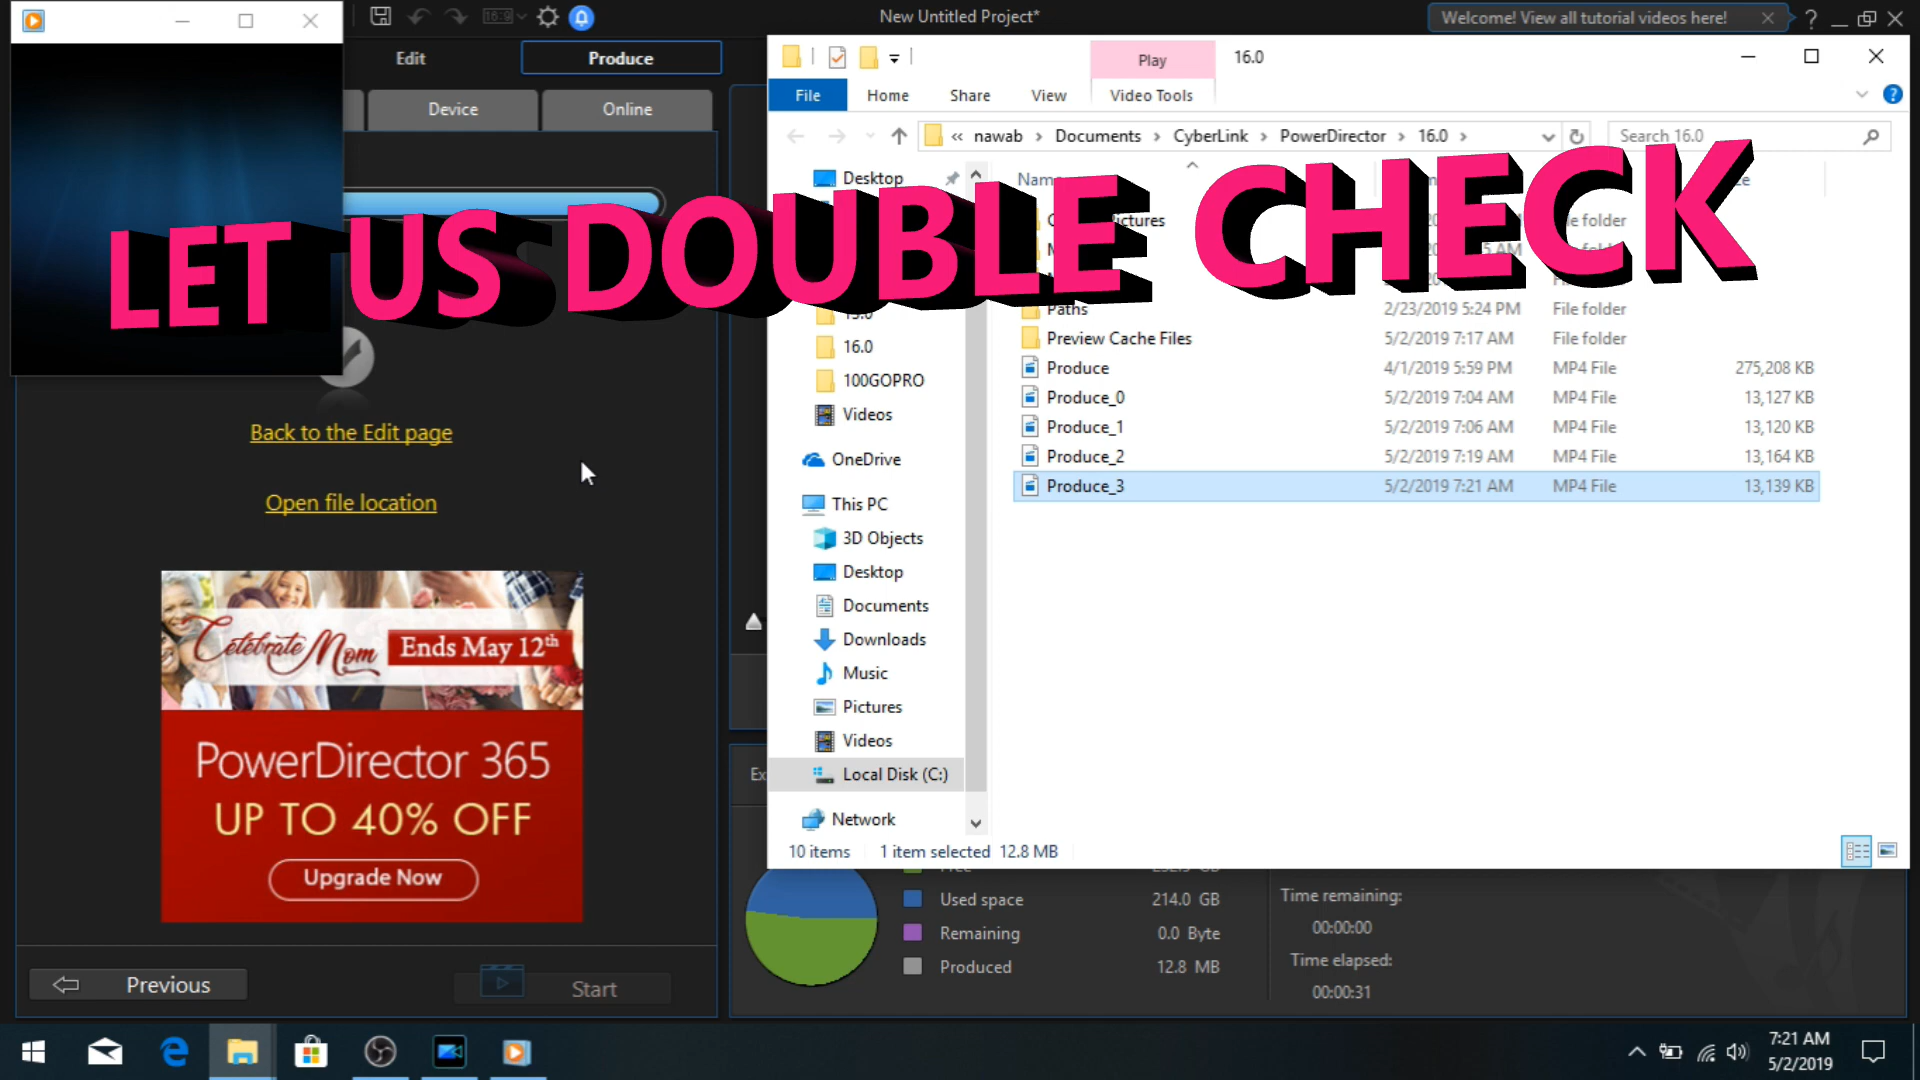 New Untitled Project*
Welcome! View all tutorial videos here!
Edit
Produce
Device
Online
LET US DOUBLE CHECK
Back to the Edit page
Open file location
Celebrate Mom
Ends May 12th
PowerDirector 365
UP TO 40% OFF
Upgrade Now
Previous
Start
Play
16.0
File
Home
Share
View
Video Tools
« nawab > Documents > CyberLink > PowerDirector > 16.0 >
Search 16.0
Desktop
16.0
100GOPRO
Videos
OneDrive
This PC
3D Objects
Desktop
Documents
Downloads
Music
Pictures
Videos
Local Disk (C:)
Network
Paths 2/23/2019 5:24 PM File folder
Preview Cache Files 5/2/2019 7:17 AM File folder
Produce 4/1/2019 5:59 PM MP4 File 275,208 KB
Produce_0 5/2/2019 7:04 AM MP4 File 13,127 KB
Produce_1 5/2/2019 7:06 AM MP4 File 13,120 KB
Produce_2 5/2/2019 7:19 AM MP4 File 13,164 KB
Produce_3 5/2/2019 7:21 AM MP4 File 13,139 KB
10 items 1 item selected 12.8 MB
Used space 214.0 GB
Remaining 0.0 Byte
Produced 12.8 MB
Time remaining:
00:00:00
Time elapsed:
00:00:31
7:21 AM
5/2/2019